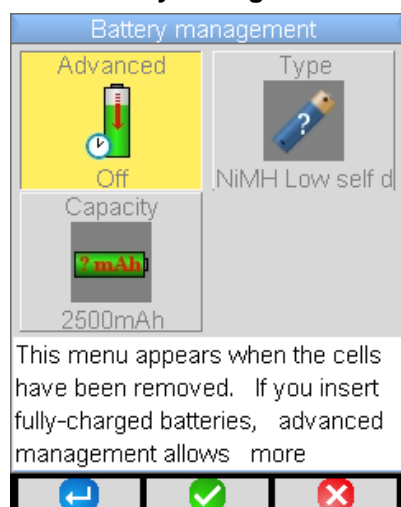 Battery management
Advanced
Off
Type
?
NiMH Low self d
Capacity
? mAh
2500mAh
This menu appears when the cells
have been removed. If you insert
fully-charged batteries, advanced
management allows more